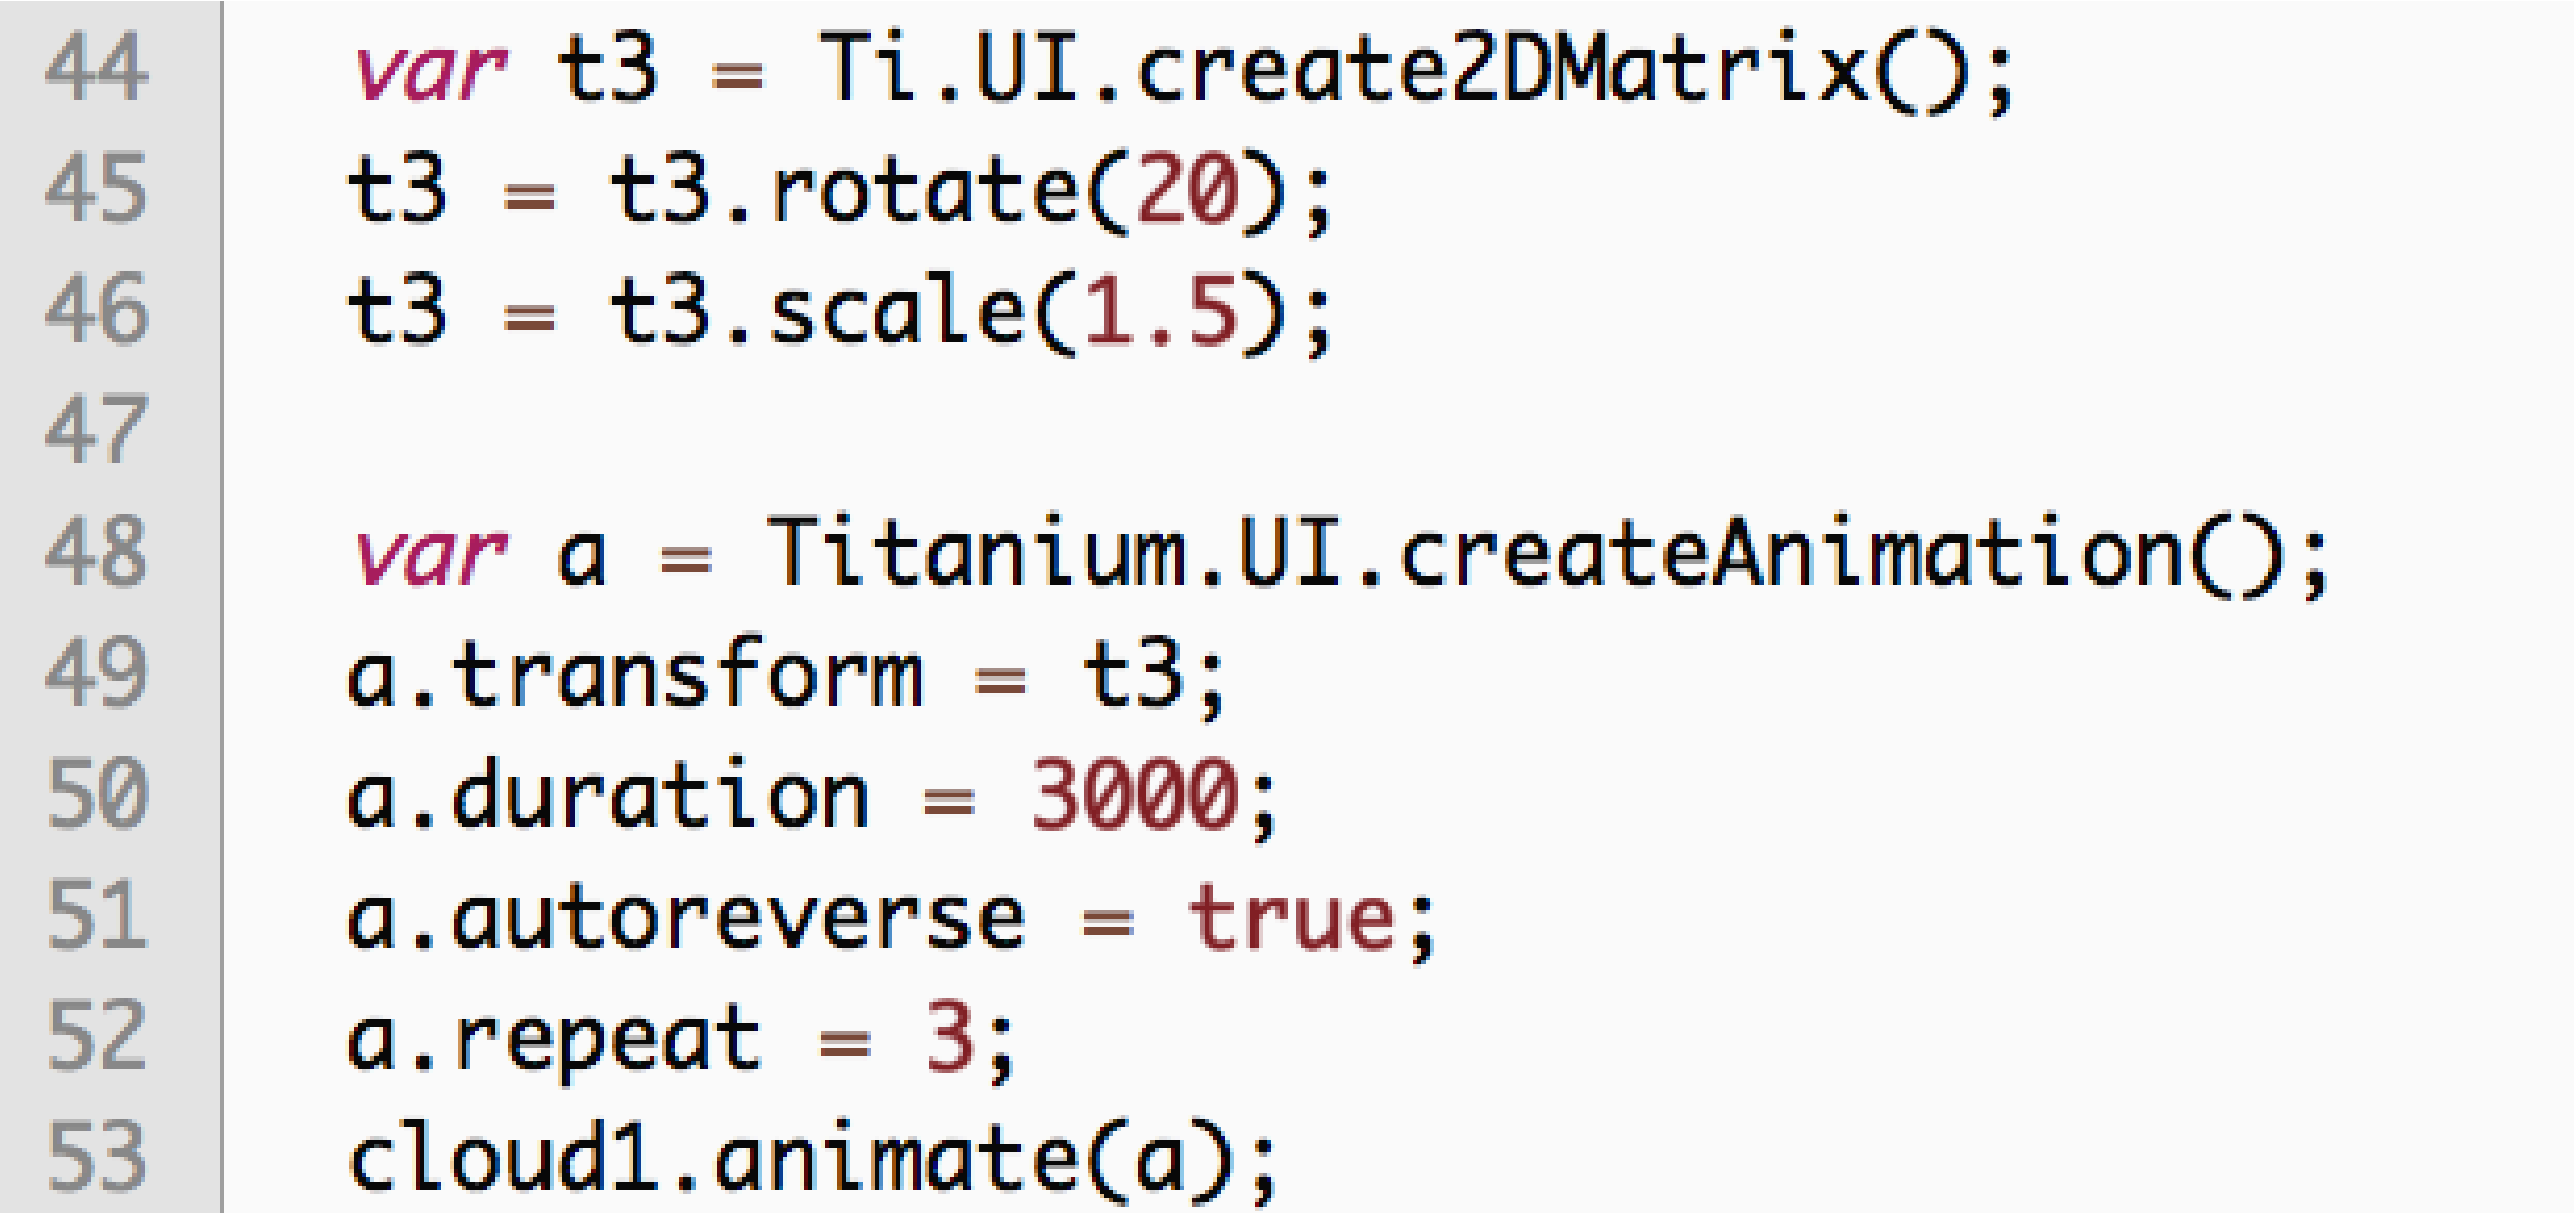 44 var t3 = Ti.UI.create2DMatrix();
45 t3 = t3.rotate(20);
46 t3 = t3.scale(1.5);
47
48 var a = Titanium.UI.createAnimation();
49 a.transform = t3;
50 a.duration = 3000;
51 a.autoreverse = true;
52 a.repeat = 3;
53 cloud1.animate(a);